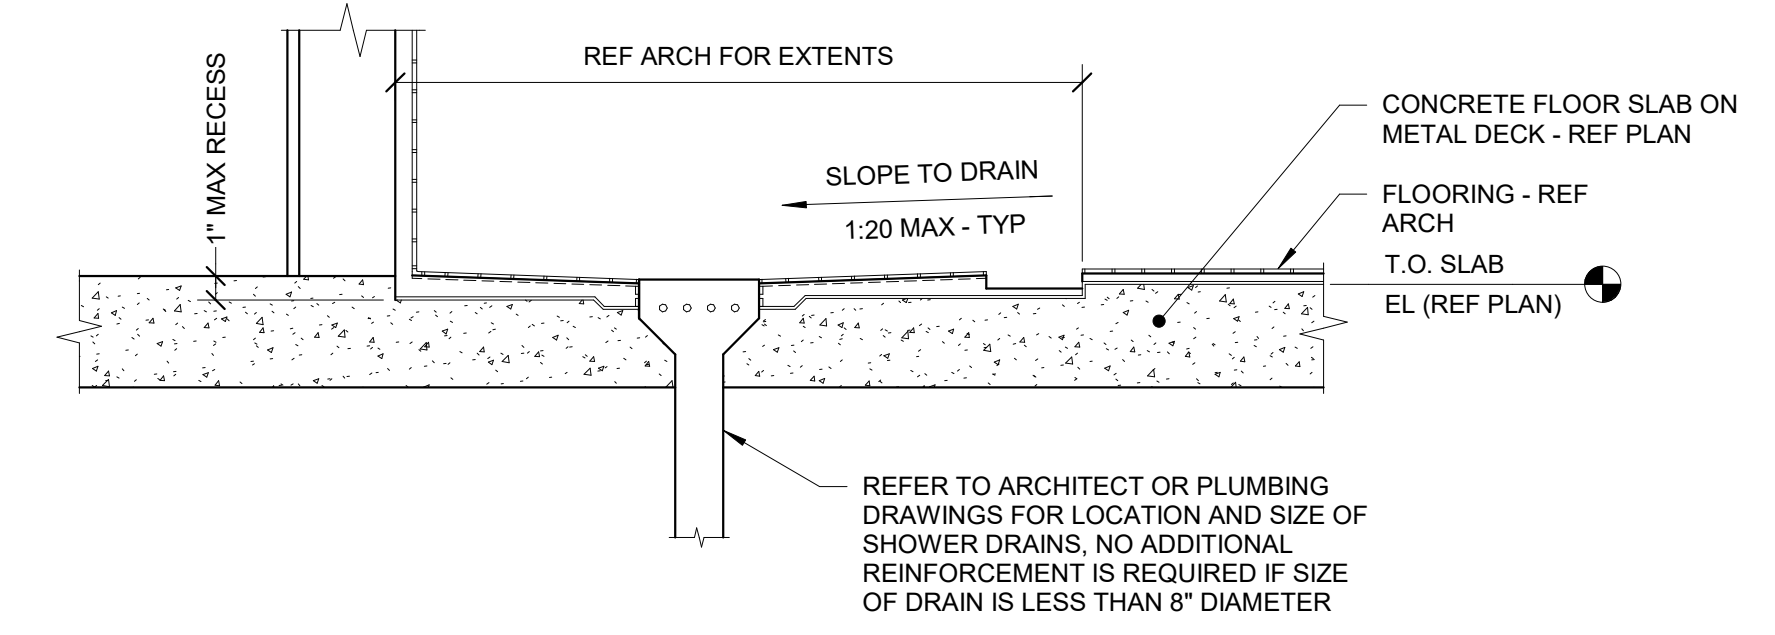 REF ARCH FOR EXTENTS
1" MAX RECESS
SLOPE TO DRAIN
1:20 MAX - TYP
CONCRETE FLOOR SLAB ON
METAL DECK - REF PLAN
FLOORING - REF
ARCH
T.O. SLAB
EL (REF PLAN)
REFER TO ARCHITECT OR PLUMBING
DRAWINGS FOR LOCATION AND SIZE OF
SHOWER DRAINS, NO ADDITIONAL
REINFORCEMENT IS REQUIRED IF SIZE
OF DRAIN IS LESS THAN 8" DIAMETER